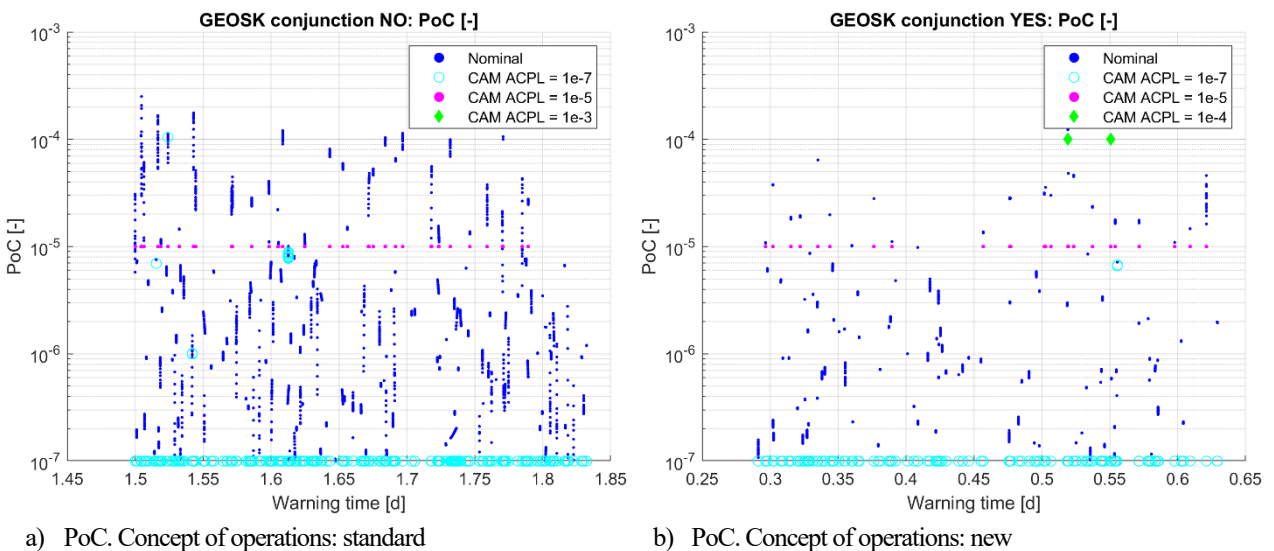 GEOSK conjunction NO: PoC [-]
10^-3
10^-4
10^-5
10^-6
10^-7
PoC [-]
Nominal
CAM ACPL = 1e-7
CAM ACPL = 1e-5
CAM ACPL = 1e-3
1.45 1.5 1.55 1.6 1.65 1.7 1.75 1.8 1.85
Warning time [d]
a) PoC. Concept of operations: standard
GEOSK conjunction YES: PoC [-]
10^-3
10^-4
10^-5
10^-6
10^-7
PoC [-]
Nominal
CAM ACPL = 1e-7
CAM ACPL = 1e-5
CAM ACPL = 1e-4
0.25 0.3 0.35 0.4 0.45 0.5 0.55 0.6 0.65
Warning time [d]
b) PoC. Concept of operations: new